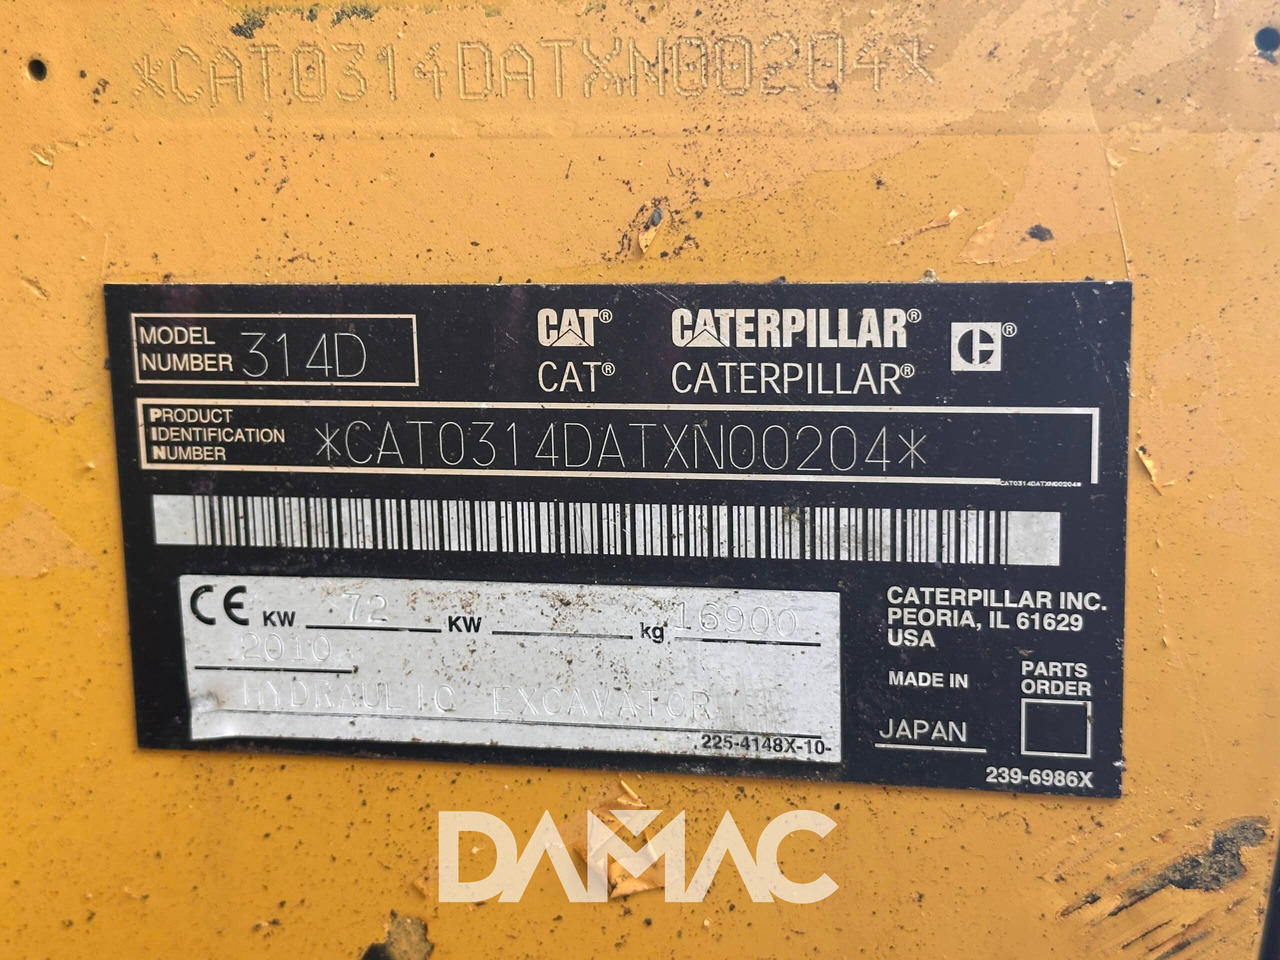 *CAT0314DATXN00204*
MODEL NUMBER 314D
CAT® CATERPILLAR® C®
CAT® CATERPILLAR®
PRODUCT IDENTIFICATION NUMBER *CAT0314DATXN00204*
CAT0314DATXN00204*
CE KW 72 KW kg 16900
2010
HYDRAULIC EXCAVATOR
225-4148X-10-
CATERPILLAR INC.
PEORIA, IL 61629
USA
MADE IN
JAPAN
PARTS
ORDER
239-6986X
DAMAC